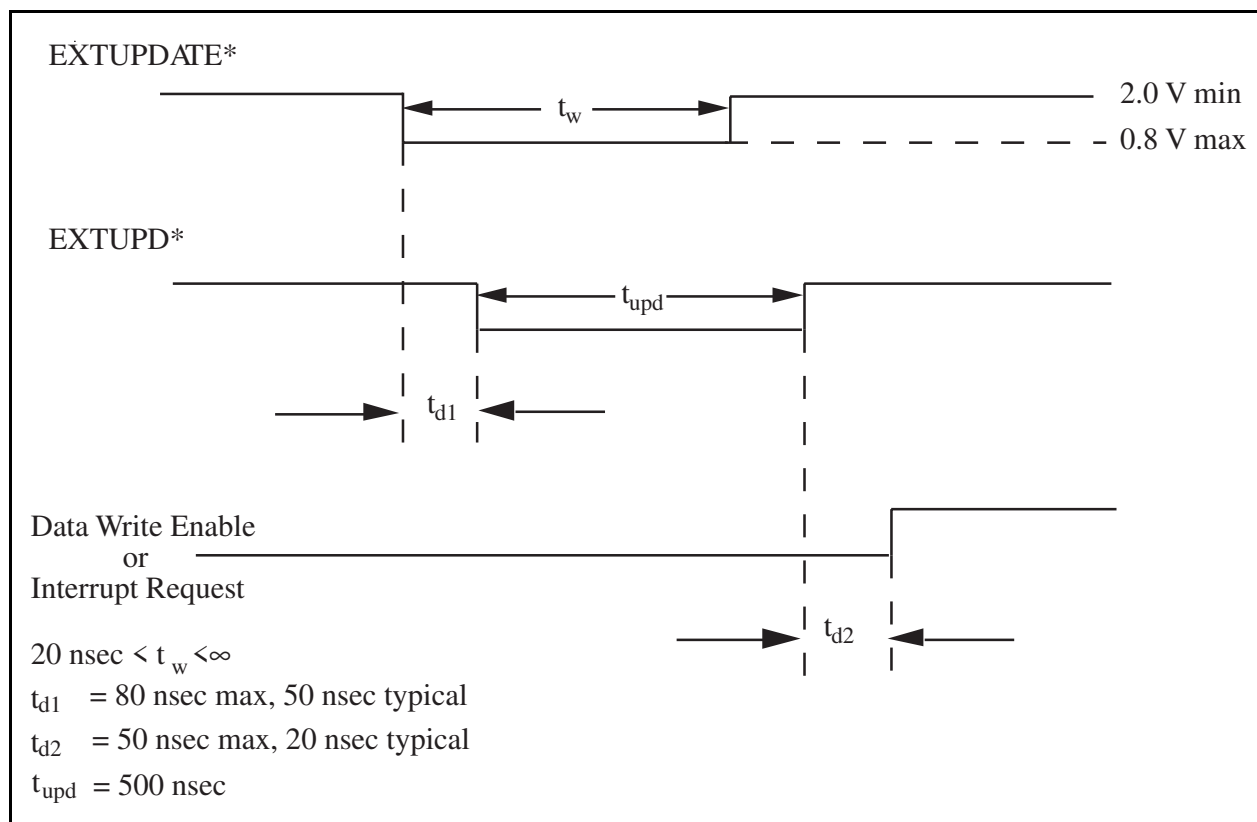 EXTUPDATE*
t_w
2.0 V min
0.8 V max
EXTUPD*
t_upd
t_d1
Data Write Enable
or
Interrupt Request
t_d2
20 nsec < t_w <∞
t_d1 = 80 nsec max, 50 nsec typical
t_d2 = 50 nsec max, 20 nsec typical
t_upd = 500 nsec